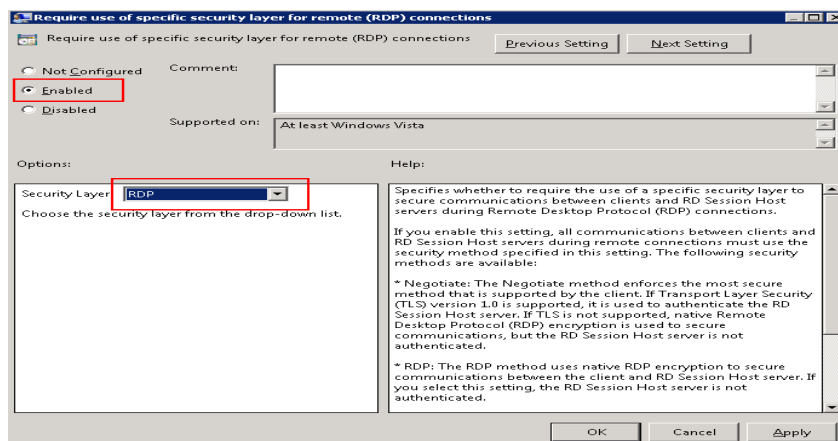 Require use of specific security layer for remote (RDP) connections
Require use of specific security layer for remote (RDP) connections
Previous Setting
Next Setting
Not Configured
Comment:
Enabled
Disabled
Supported on:
At least Windows Vista
Options:
Help:
Security Layer
RDP
Choose the security layer from the drop-down list.
Specifies whether to require the use of a specific security layer to
secure communications between clients and RD Session Host
servers during Remote Desktop Protocol (RDP) connections.
If you enable this setting, all communications between clients and
RD Session Host servers during remote connections must use the
security method specified in this setting. The following security
methods are available:
* Negotiate: The Negotiate method enforces the most secure
method that is supported by the client. If Transport Layer Security
(TLS) version 1.0 is supported, it is used to authenticate the RD
Session Host server. If TLS is not supported, native Remote
Desktop Protocol (RDP) encryption is used to secure
communications, but the RD Session Host server is not
authenticated.
* RDP: The RDP method uses native RDP encryption to secure
communications between the client and RD Session Host server. If
you select this setting, the RD Session Host server is not
authenticated.
OK
Cancel
Apply